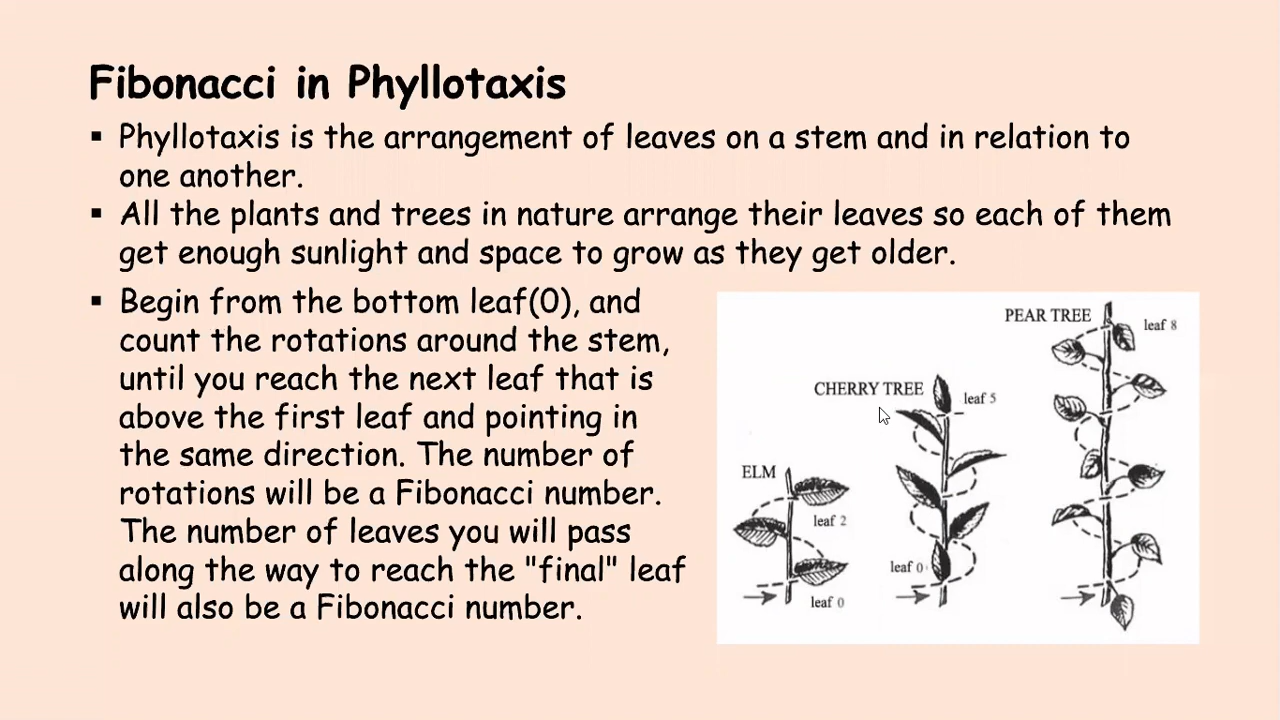 Fibonacci in Phyllotaxis
▪ Phyllotaxis is the arrangement of leaves on a stem and in relation to
one another.
▪ All the plants and trees in nature arrange their leaves so each of them
get enough sunlight and space to grow as they get older.
▪ Begin from the bottom leaf(0), and
count the rotations around the stem,
until you reach the next leaf that is
above the first leaf and pointing in
the same direction. The number of
rotations will be a Fibonacci number.
The number of leaves you will pass
along the way to reach the "final" leaf
will also be a Fibonacci number.
PEAR TREE
leaf 8
CHERRY TREE
leaf 5
ELM
leaf 2
leaf 0
leaf 0